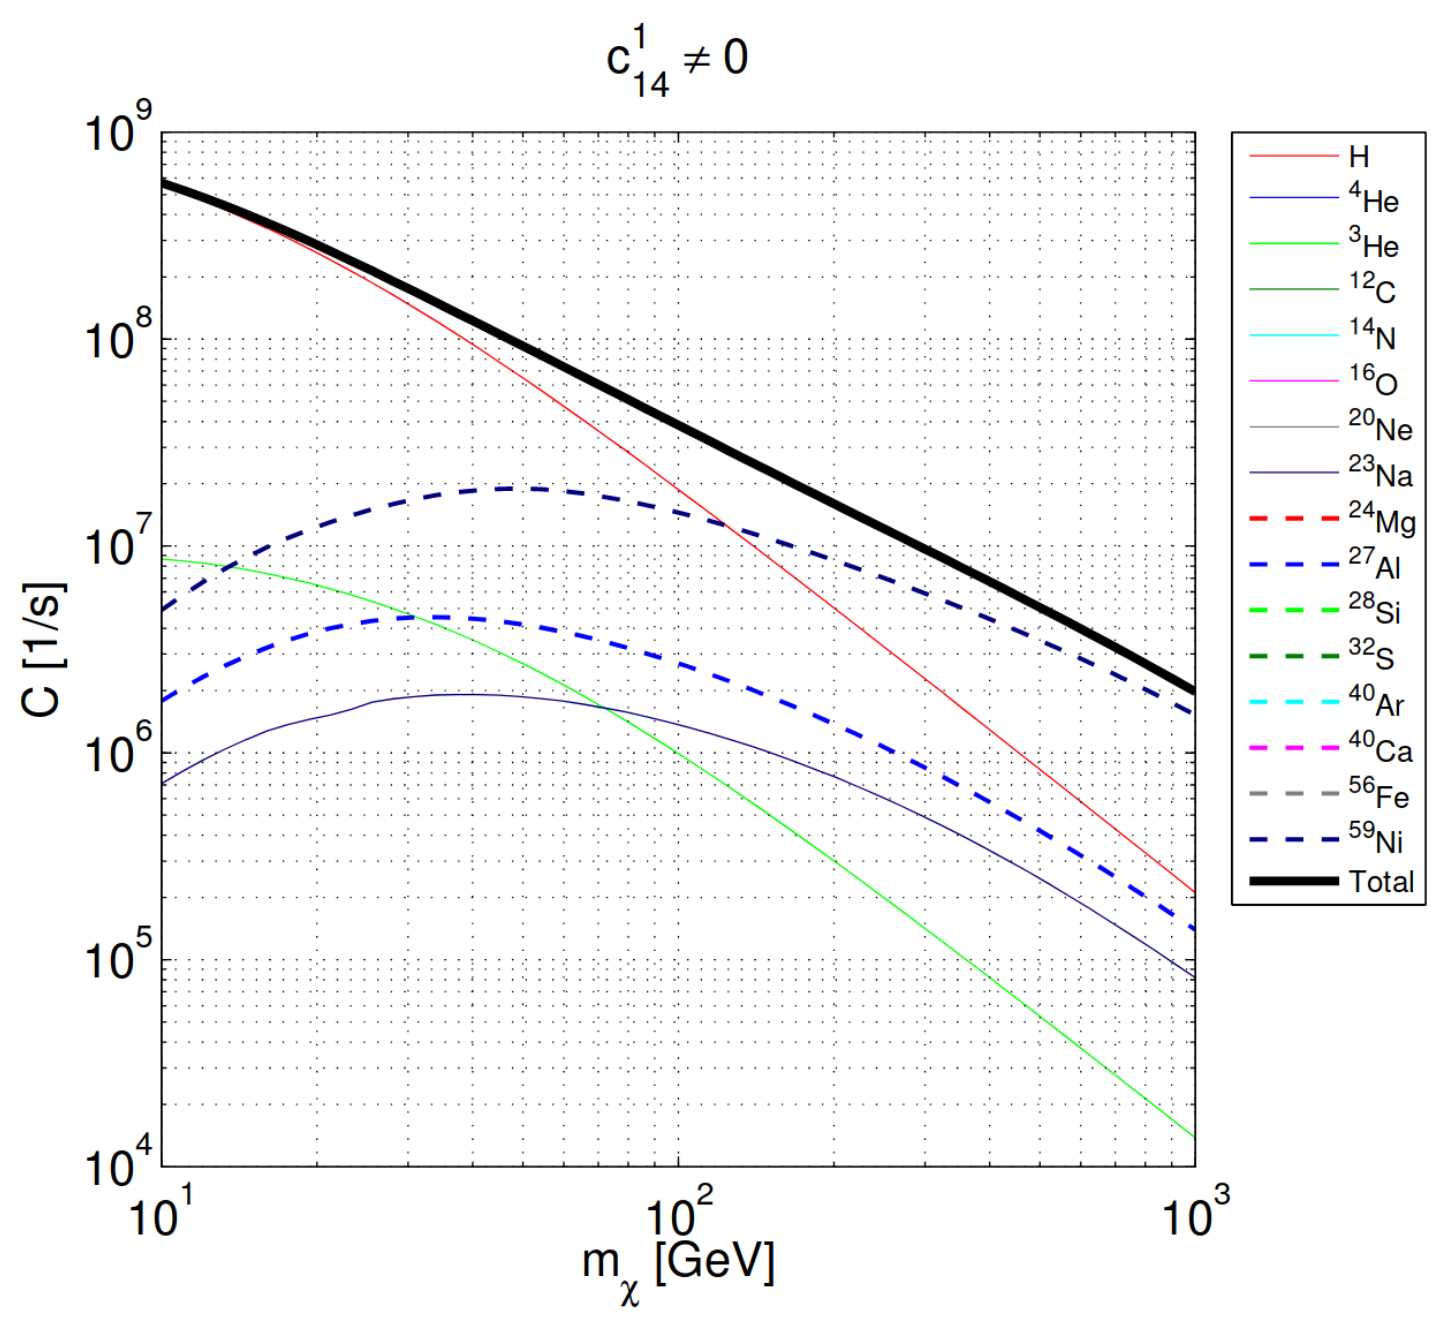 c¹₁₄ ≠ 0
10⁹
10⁸
10⁷
10⁶
10⁵
10⁴
C [1/s]
10¹ 10² 10³
mχ [GeV]
H
⁴He
³He
¹²C
¹⁴N
¹⁶O
²⁰Ne
²³Na
²⁴Mg
²⁷Al
²⁸Si
³²S
⁴⁰Ar
⁴⁰Ca
⁵⁶Fe
⁵⁹Ni
Total